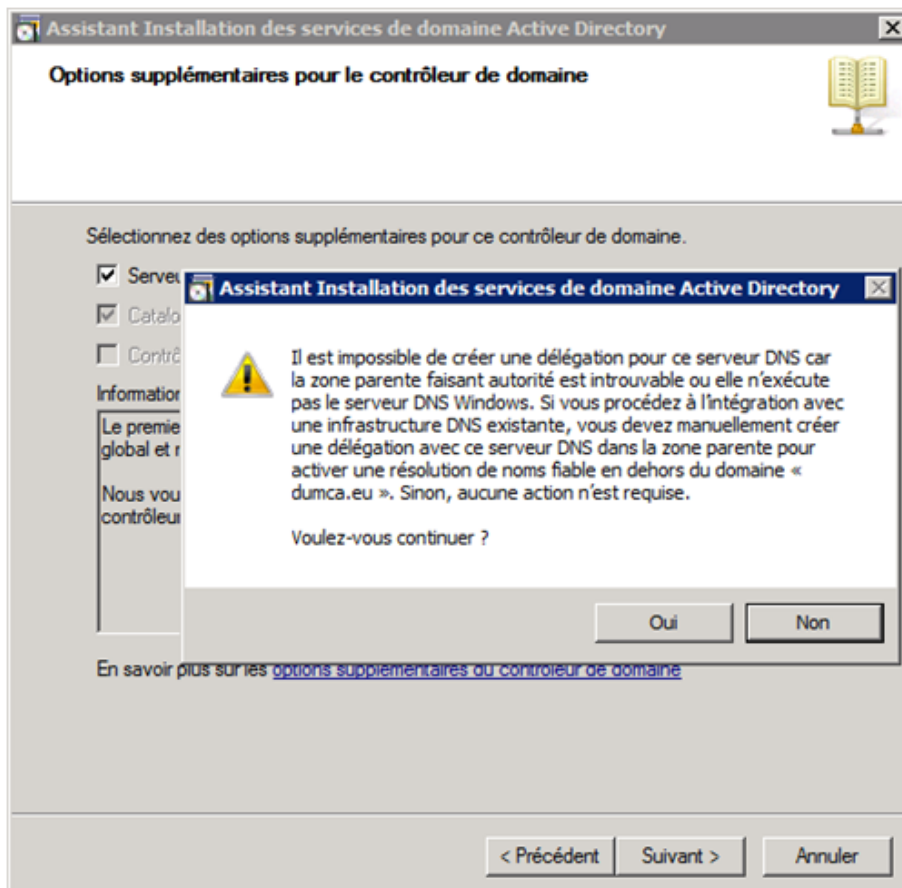 Assistant Installation des services de domaine Active Directory
Options supplémentaires pour le contrôleur de domaine
Sélectionnez des options supplémentaires pour ce contrôleur de domaine.
Assistant Installation des services de domaine Active Directory
Il est impossible de créer une délégation pour ce serveur DNS car
la zone parente faisant autorité est introuvable ou elle n'exécute
pas le serveur DNS Windows. Si vous procédez à l'intégration avec
une infrastructure DNS existante, vous devez manuellement créer
une délégation avec ce serveur DNS dans la zone parente pour
activer une résolution de noms fiable en dehors du domaine «
dumca.eu ». Sinon, aucune action n'est requise.
Voulez-vous continuer ?
Oui
Non
Le premie
global et
Nous vou
En savoir plus sur les options supplémentaires du contrôleur de domaine
< Précédent
Suivant >
Annuler